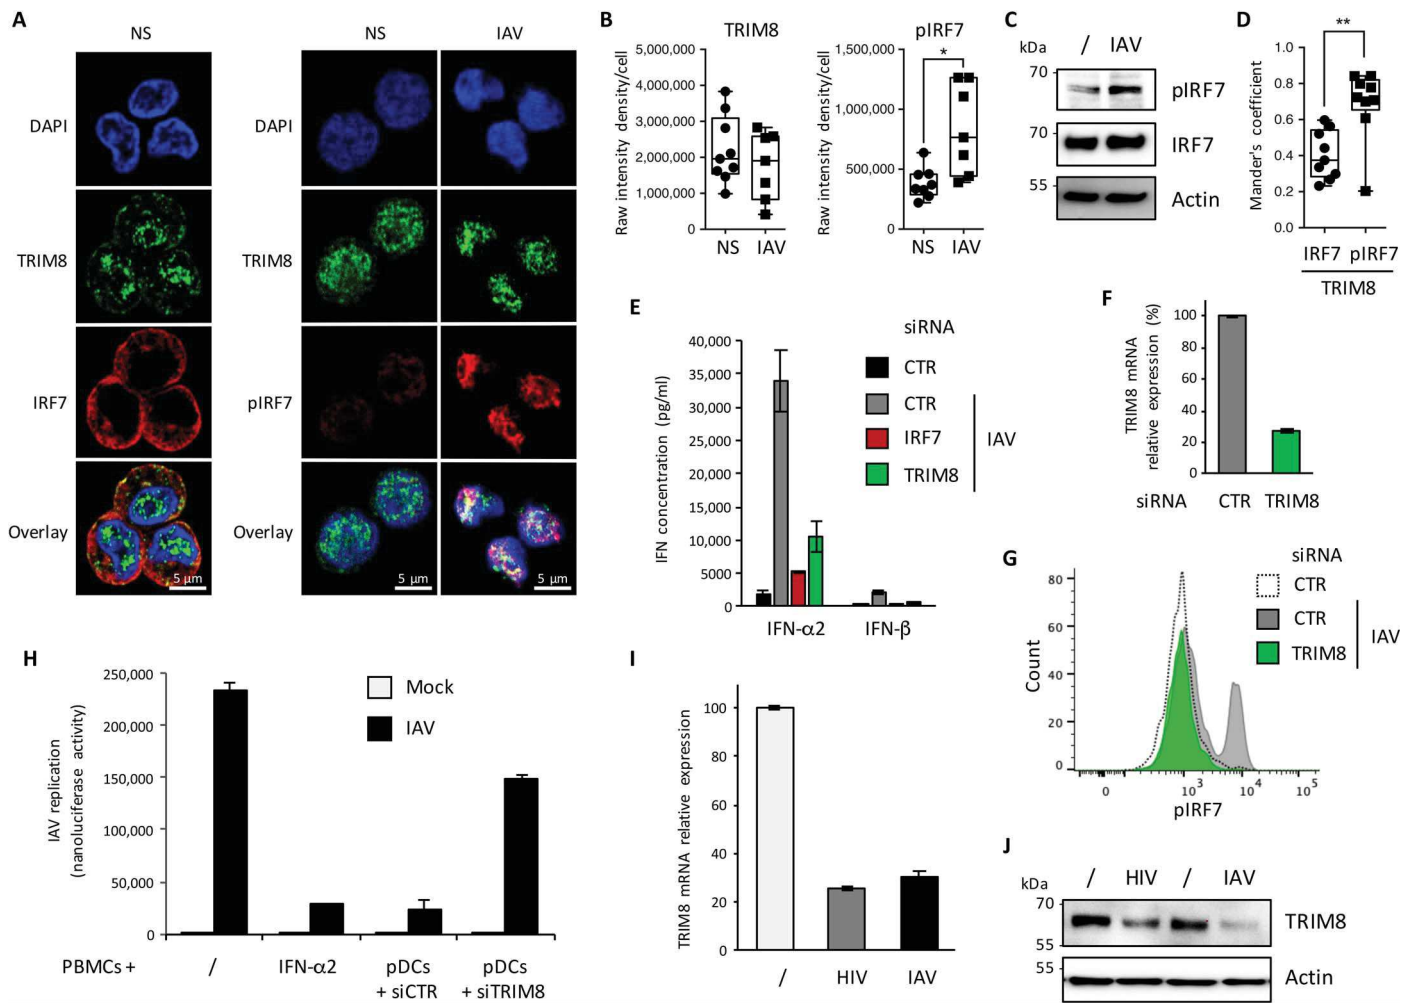 A
NS
NS
IAV
DAPI
DAPI
TRIM8
TRIM8
IRF7
pIRF7
Overlay
Overlay
5 μm
5 μm
5 μm
B
TRIM8
Raw intensity density/cell
5,000,000
4,000,000
3,000,000
2,000,000
1,000,000
0
NS
IAV
pIRF7
Raw intensity density/cell
1,500,000
1,000,000
500,000
0
*
NS
IAV
C
kDa
/
IAV
70
pIRF7
70
IRF7
55
Actin
D
**
Mander's coefficient
1.0
0.8
0.6
0.4
0.2
0.0
IRF7 pIRF7
TRIM8
E
IFN concentration (pg/ml)
40,000
35,000
30,000
25,000
20,000
15,000
10,000
5000
0
IFN-α2
IFN-β
siRNA
CTR
CTR
IRF7
TRIM8
IAV
F
TRIM8 mRNA
relative expression (%)
100
80
60
40
20
0
siRNA
CTR
TRIM8
G
siRNA
CTR
CTR
TRIM8
IAV
Count
80
60
40
20
0
0
10³
10⁴
10⁵
pIRF7
H
IAV replication
(nanoluciferase activity)
250,000
200,000
150,000
100,000
50,000
0
Mock
IAV
PBMCs +
/
IFN-α2
pDCs
+ siCTR
pDCs
+ siTRIM8
I
TRIM8 mRNA relative expression
100
80
60
40
20
0
/
HIV
IAV
J
kDa
/
HIV
/
IAV
70
55
TRIM8
55
Actin